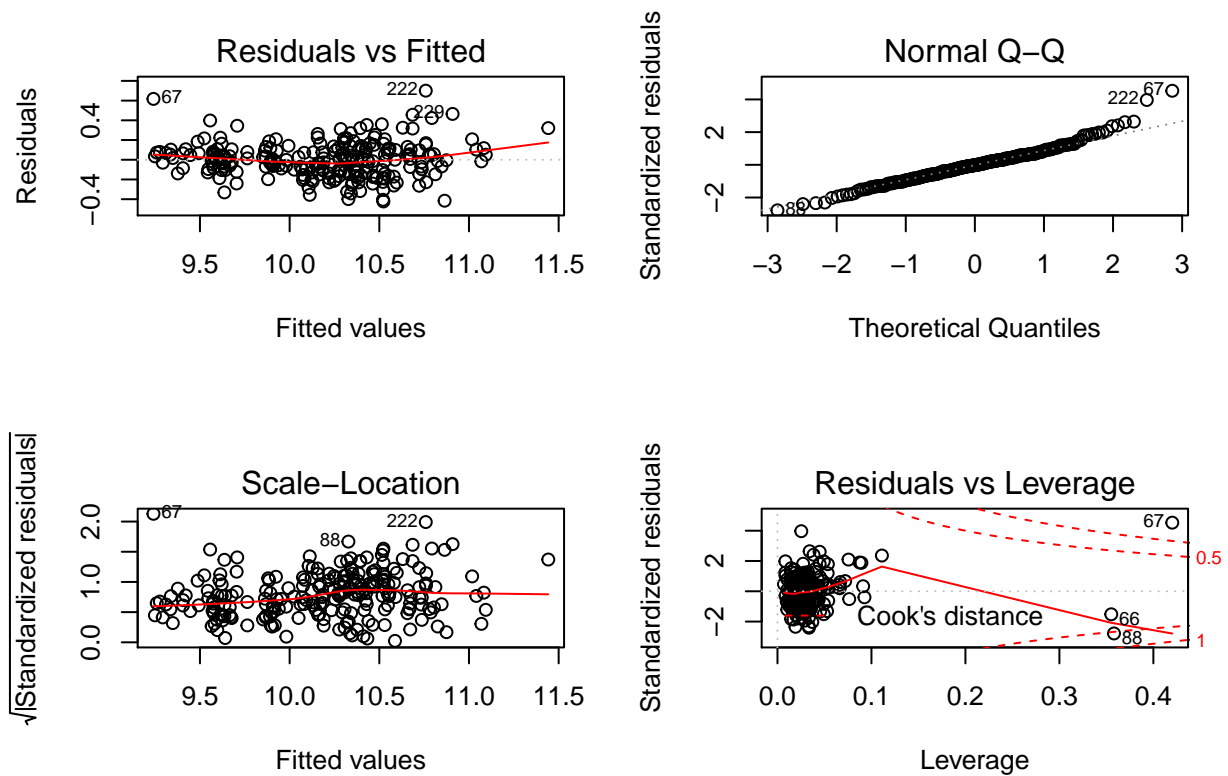 Residuals vs Fitted
Residuals
0.4
−0.4
67
222
229
9.5 10.0 10.5 11.0 11.5
Fitted values
Normal Q−Q
Standardized residuals
2
−2
67
222
88
−3 −2 −1 0 1 2 3
Theoretical Quantiles
Scale−Location
√|Standardized residuals|
2.0
1.0
0.0
67
222
88
9.5 10.0 10.5 11.0 11.5
Fitted values
Residuals vs Leverage
Standardized residuals
2
−2
67
0.5
Cook's distance
66
88
1
0.0 0.1 0.2 0.3 0.4
Leverage